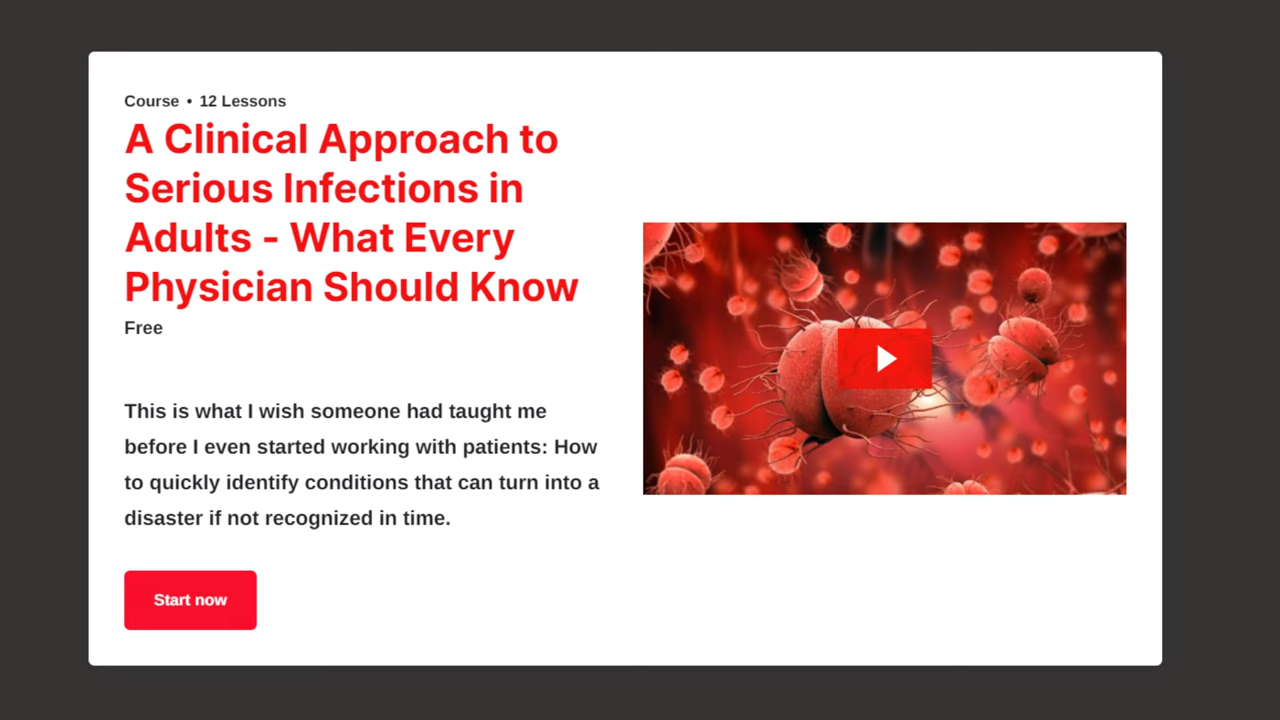 Course • 12 Lessons
A Clinical Approach to
Serious Infections in
Adults - What Every
Physician Should Know
Free
This is what I wish someone had taught me
before I even started working with patients: How
to quickly identify conditions that can turn into a
disaster if not recognized in time.
Start now